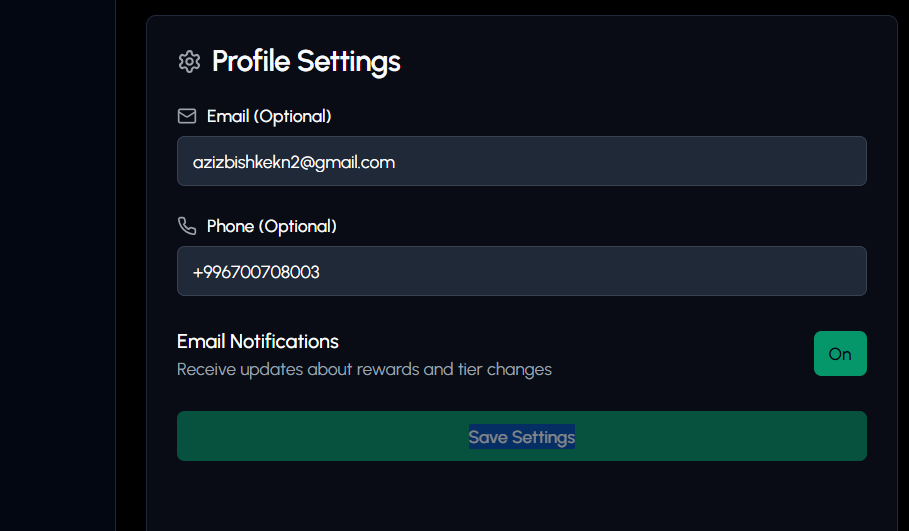 Profile Settings
Email (Optional)
azizbishkekn2@gmail.com
Phone (Optional)
+996700708003
Email Notifications
On
Receive updates about rewards and tier changes
Save Settings